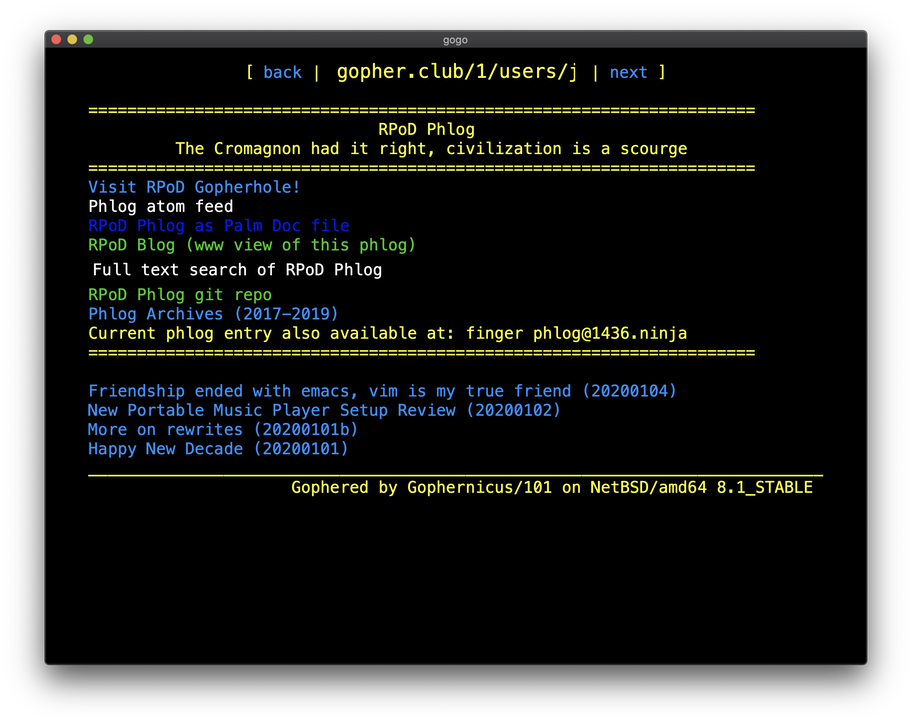 gogo
[ back | gopher.club/1/users/j | next ]
=====================================================================
RPoD Phlog
The Cromagnon had it right, civilization is a scourge
=====================================================================
Visit RPoD Gopherhole!
Phlog atom feed
RPoD Phlog as Palm Doc file
RPoD Blog (www view of this phlog)
Full text search of RPoD Phlog
RPoD Phlog git repo
Phlog Archives (2017-2019)
Current phlog entry also available at: finger phlog@1436.ninja
=====================================================================
Friendship ended with emacs, vim is my true friend (20200104)
New Portable Music Player Setup Review (20200102)
More on rewrites (20200101b)
Happy New Decade (20200101)
____________________________________________________________________________
Gophered by Gophernicus/101 on NetBSD/amd64 8.1_STABLE